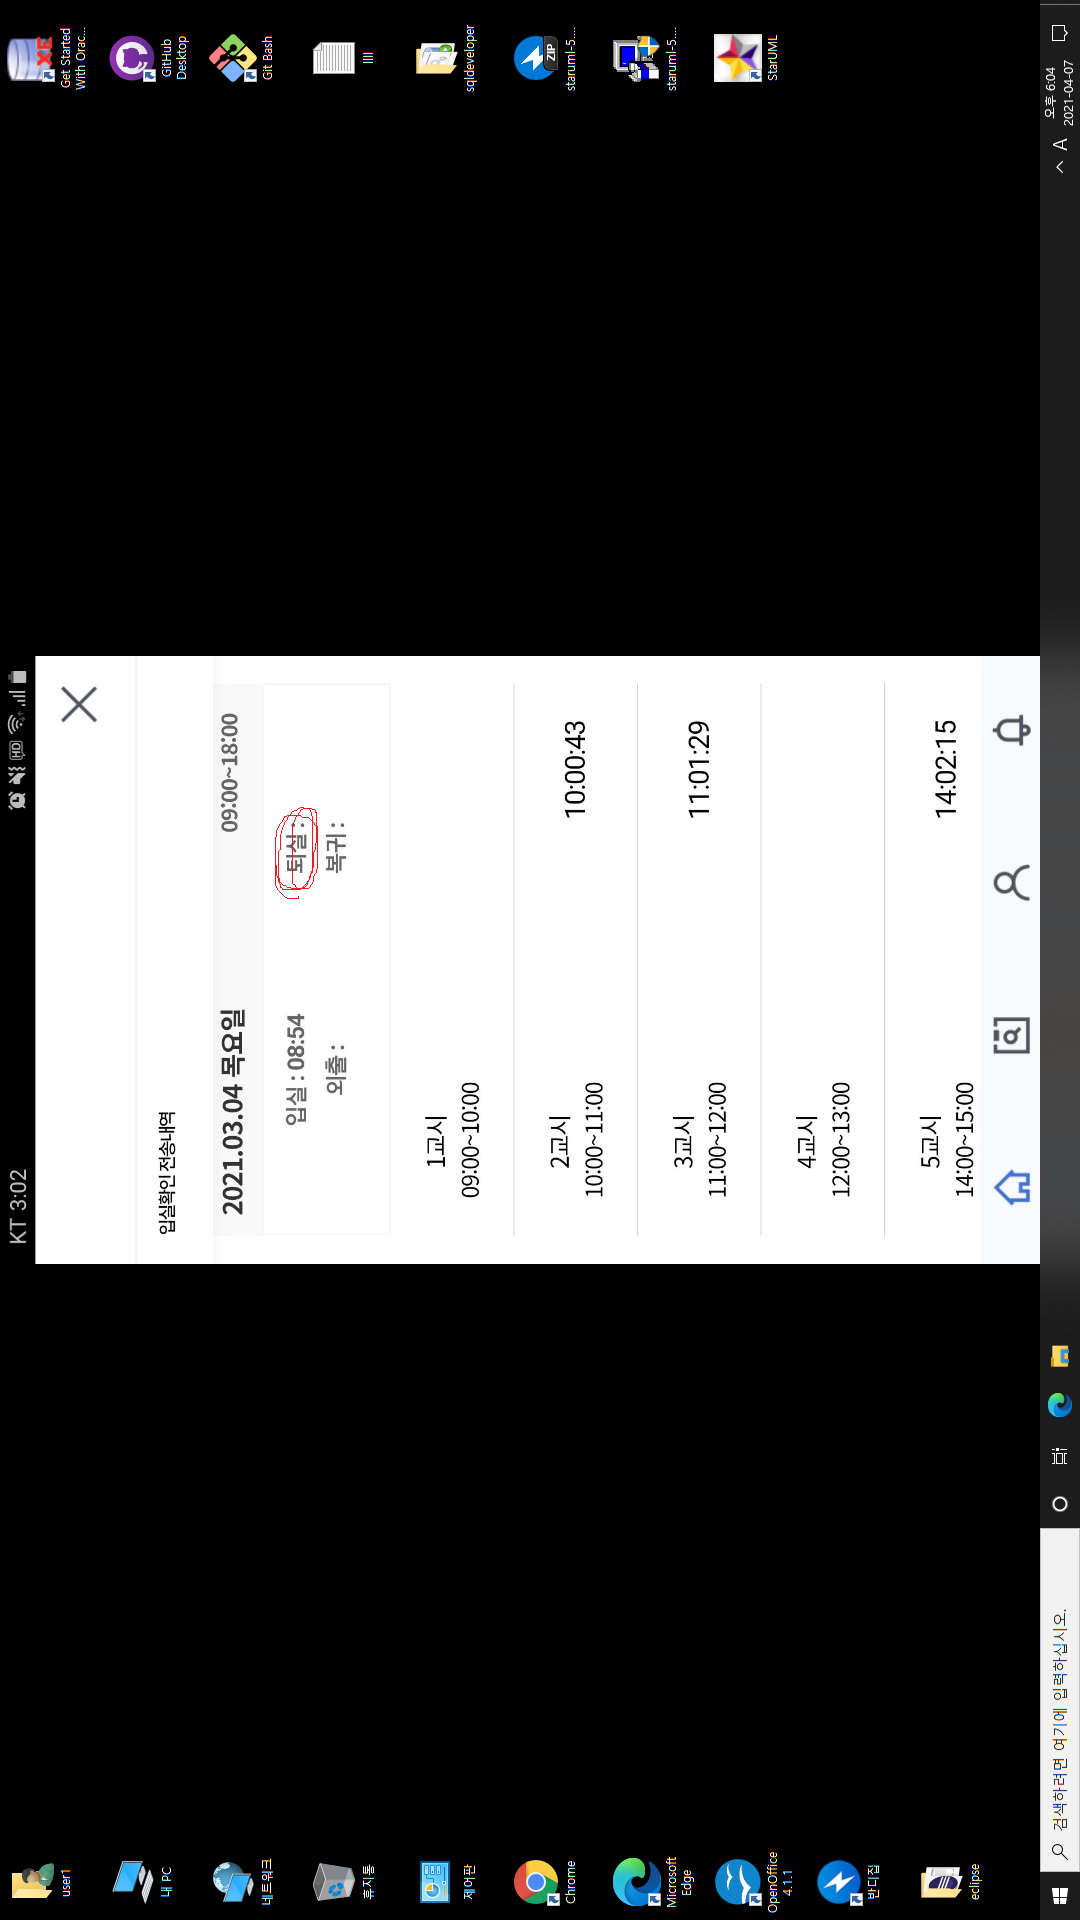 Get Started
With Orac...
GitHub
Desktop
Git Bash
llll
sqldeveloper
ZIP
staruml-5....
staruml-5....
StarUML
KT 3:02
HD
입실확인 전송내역
2021.03.04 목요일
09:00~18:00
입실 : 08:54
퇴실 :
외출 :
복귀 :
1교시
09:00~10:00
2교시
10:00~11:00
10:00:43
3교시
11:00~12:00
11:01:29
4교시
12:00~13:00
5교시
14:00~15:00
14:02:15
user1
내 PC
네트워크
휴지통
제어판
Chrome
Microsoft
Edge
OpenOffice
4.1.1
반디집
eclipse
검색하려면 여기에 입력하십시오.
A
오후 6:04
2021-04-07